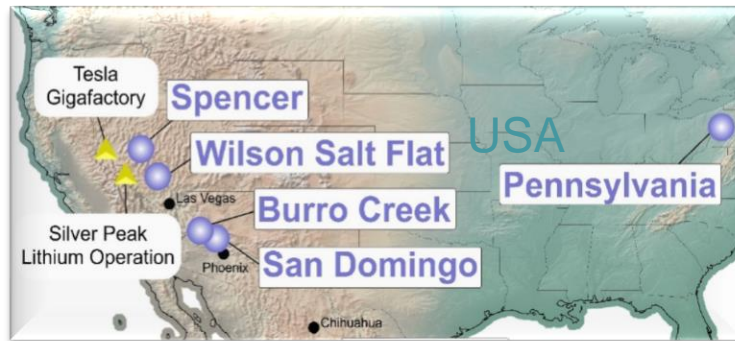 Tesla
Gigafactory
Spencer
USA
Wilson Salt Flat
Pennsylvania
Las Vegas
Burro Creek
Silver Peak
Lithium Operation
San Domingo
Phoenix
Chihuahua